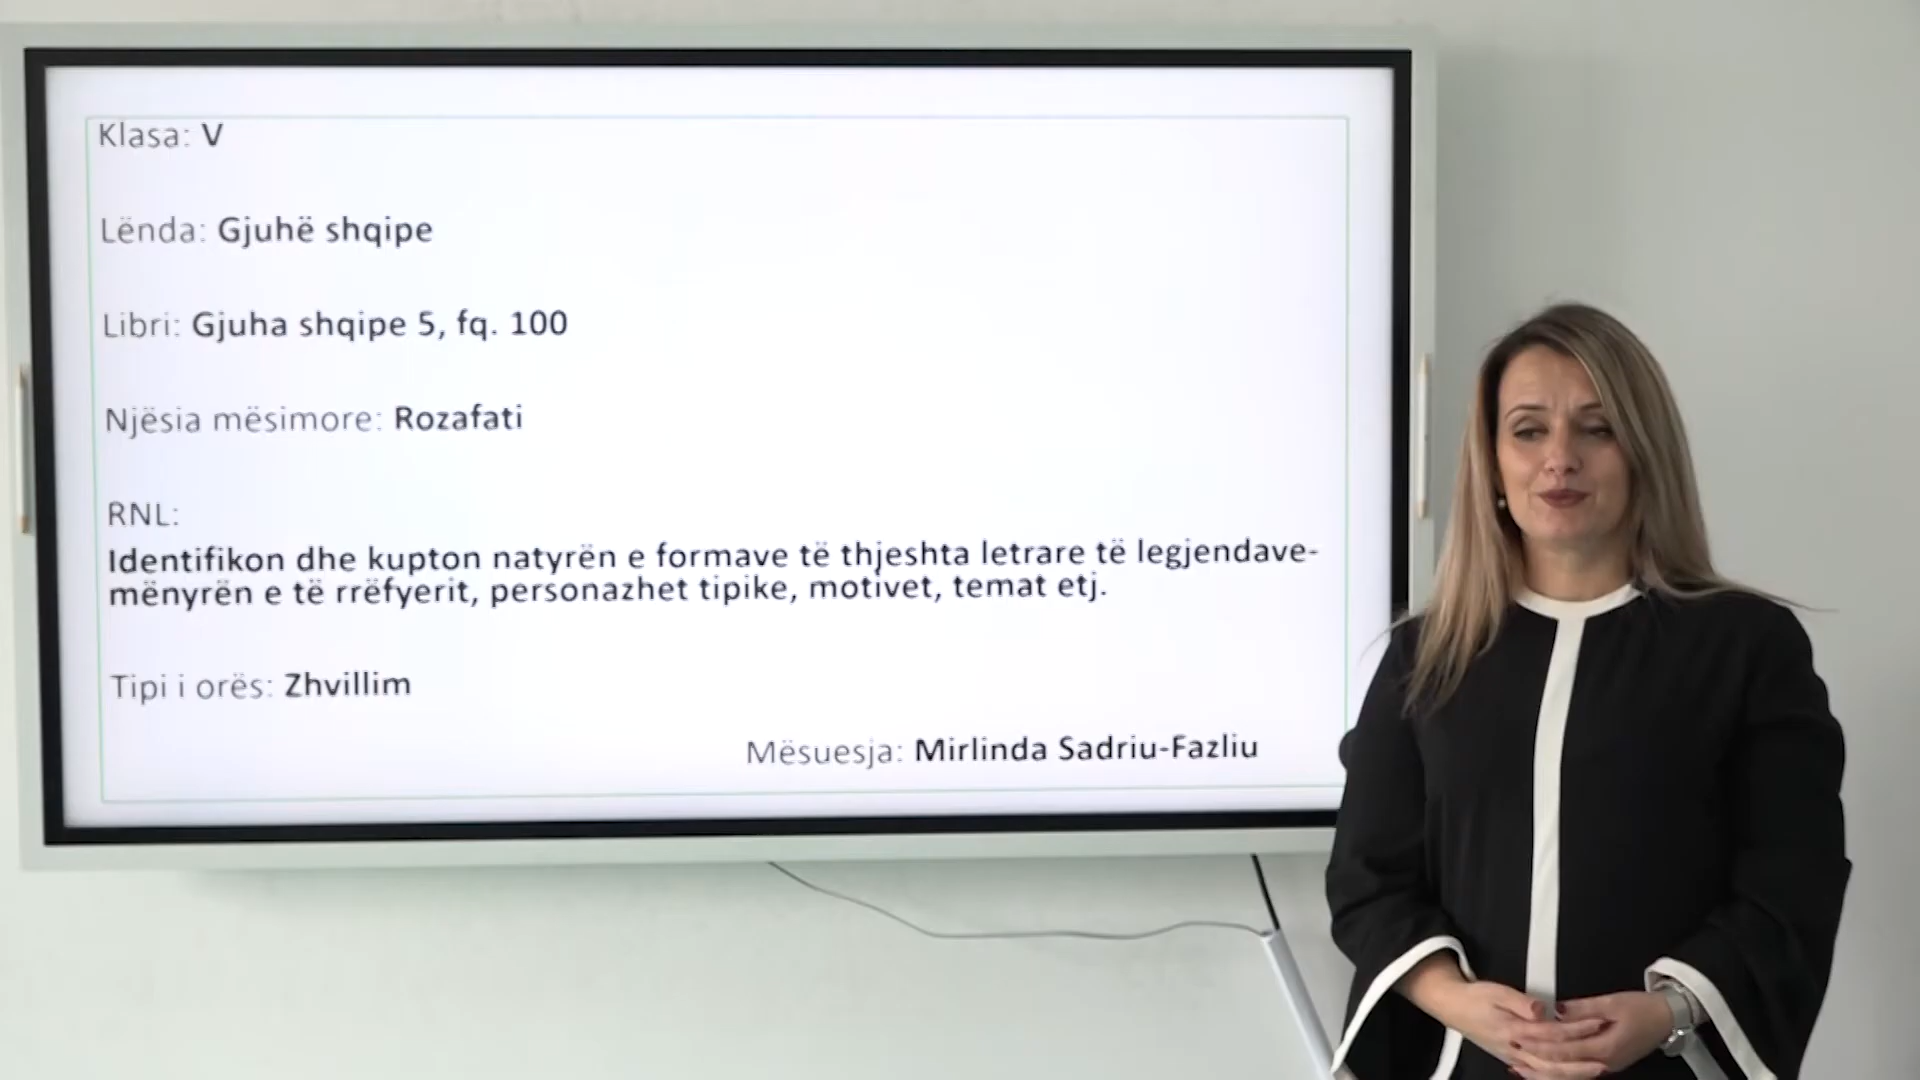 Klasa: V
Lënda: Gjuhë shqipe
Libri: Gjuha shqipe 5, fq. 100
Njësia mësimore: Rozafati
RNL:
Identifikon dhe kupton natyrën e formave të thjeshta letrare të legjendave-
mënyrën e të rrëfyerit, personazhet tipike, motivet, temat etj.
Tipi i orës: Zhvillim
Mësuesja: Mirlinda Sadriu-Fazliu